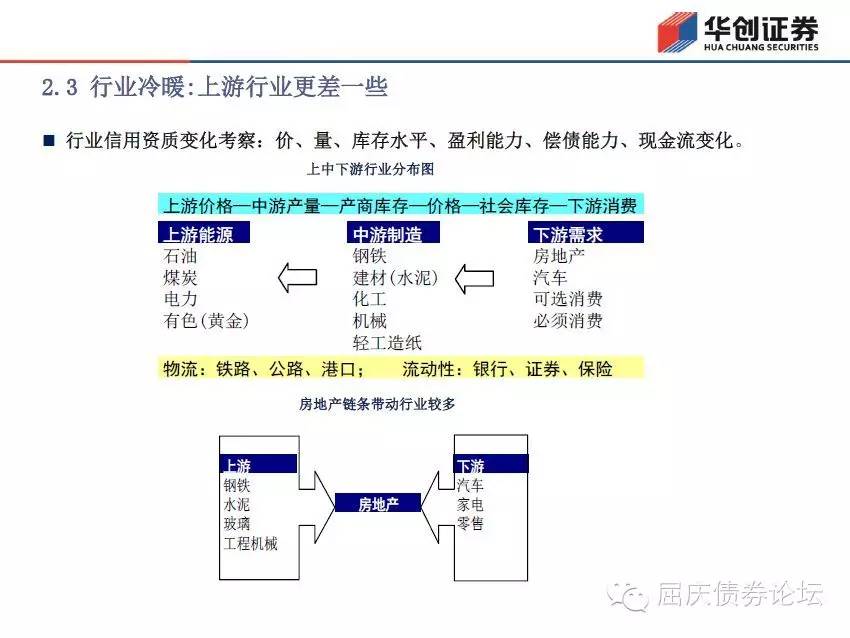 华创证券
HUA CHUANG SECURITIES
2.3 行业冷暖:上游行业更差一些
行业信用资质变化考察：价、量、库存水平、盈利能力、偿债能力、现金流变化。
上中下游行业分布图
上游价格—中游产量—产商库存—价格—社会库存—下游消费
上游能源
石油
煤炭
电力
有色(黄金)
中游制造
钢铁
建材(水泥)
化工
机械
轻工造纸
下游需求
房地产
汽车
可选消费
必须消费
物流：铁路、公路、港口； 流动性：银行、证券、保险
房地产链条带动行业较多
上游
钢铁
水泥
玻璃
工程机械
房地产
下游
汽车
家电
零售
屈庆债券论坛